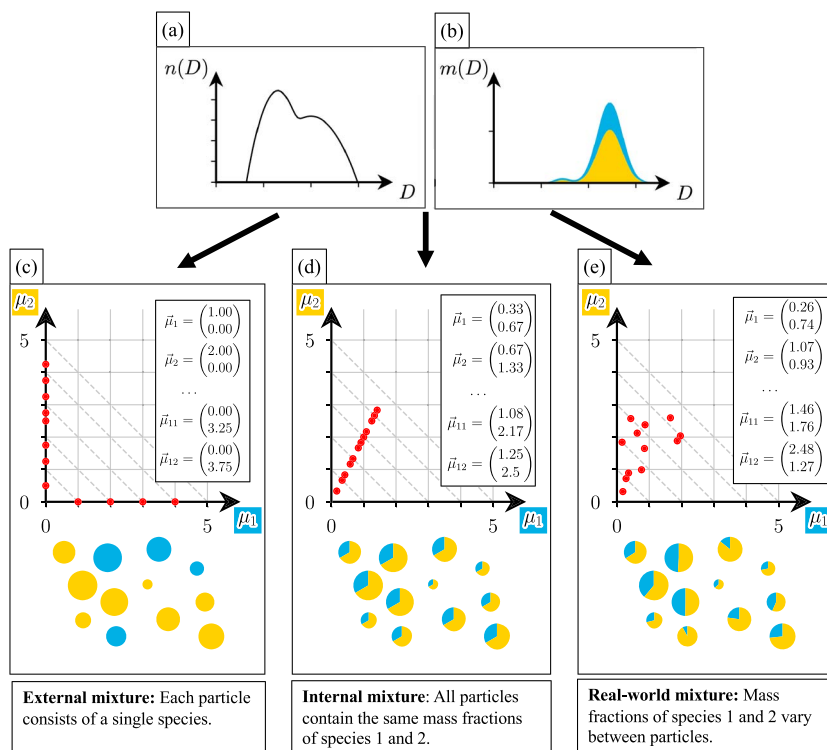 (a)
n(D)
D
(b)
m(D)
D
(c)
μ₂
5
0
0
5
μ₁
μ⃗₁ = (1.00
0.00)
μ⃗₂ = (2.00
0.00)
...
μ⃗₁₁ = (0.00
3.25)
μ⃗₁₂ = (0.00
3.75)
(d)
μ₂
5
0
0
5
μ₁
μ⃗₁ = (0.33
0.67)
μ⃗₂ = (0.67
1.33)
...
μ⃗₁₁ = (1.08
2.17)
μ⃗₁₂ = (1.25
2.5)
(e)
μ₂
5
0
0
5
μ₁
μ⃗₁ = (0.26
0.74)
μ⃗₂ = (1.07
0.93)
...
μ⃗₁₁ = (1.46
1.76)
μ⃗₁₂ = (2.48
1.27)
External mixture: Each particle
consists of a single species.
Internal mixture: All particles
contain the same mass fractions
of species 1 and 2.
Real-world mixture: Mass
fractions of species 1 and 2 vary
between particles.